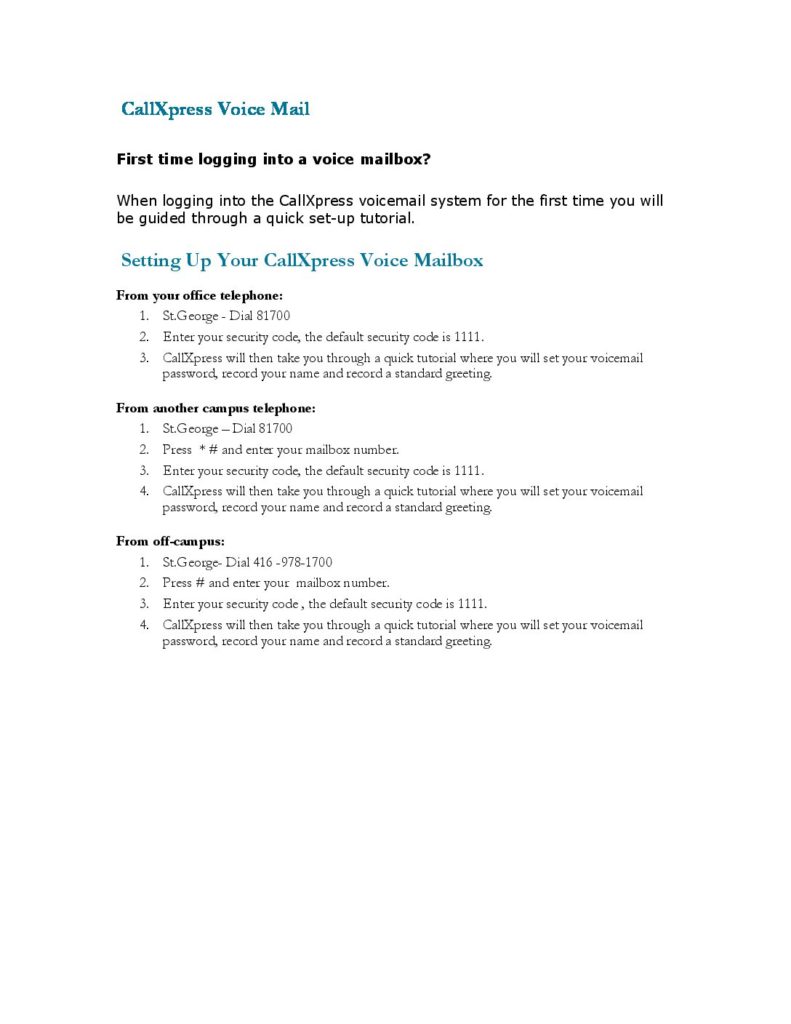 CallXpress Voice Mail
First time logging into a voice mailbox?
When logging into the CallXpress voicemail system for the first time you will
be guided through a quick set-up tutorial.
Setting Up Your CallXpress Voice Mailbox
From your office telephone:
1. St.George - Dial 81700
2. Enter your security code, the default security code is 1111.
3. CallXpress will then take you through a quick tutorial where you will set your voicemail
password, record your name and record a standard greeting.
From another campus telephone:
1. St.George – Dial 81700
2. Press * # and enter your mailbox number.
3. Enter your security code, the default security code is 1111.
4. CallXpress will then take you through a quick tutorial where you will set your voicemail
password, record your name and record a standard greeting.
From off-campus:
1. St.George- Dial 416 -978-1700
2. Press # and enter your mailbox number.
3. Enter your security code , the default security code is 1111.
4. CallXpress will then take you through a quick tutorial where you will set your voicemail
password, record your name and record a standard greeting.